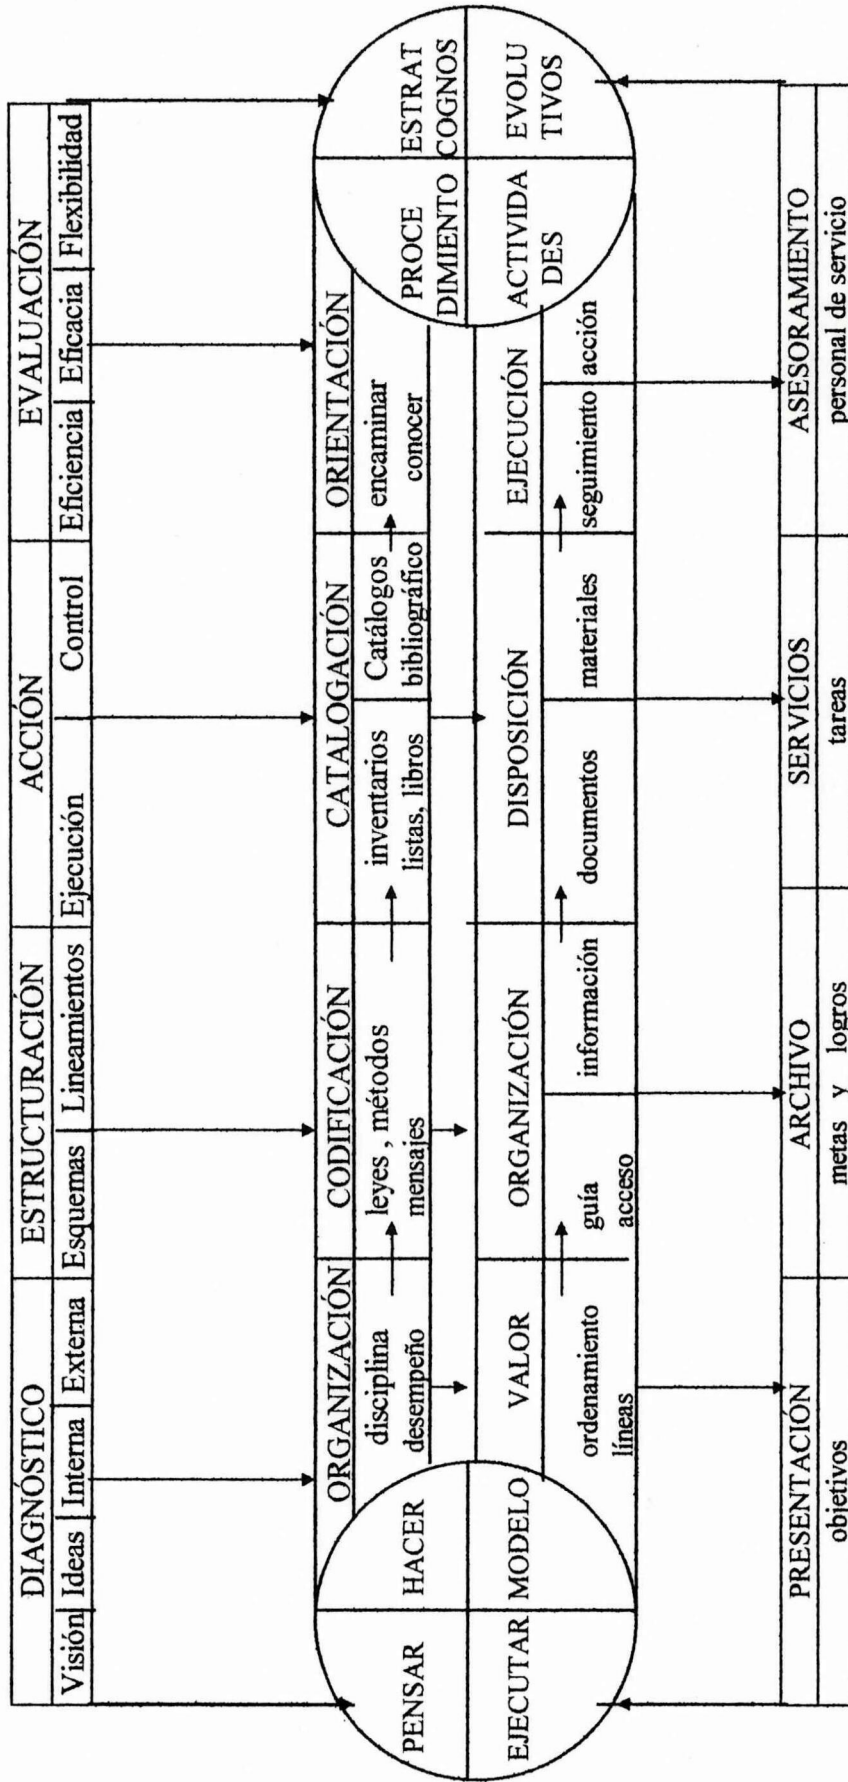 DIAGNÓSTICO ESTRUCTURACIÓN ACCIÓN EVALUACIÓN
Visión Ideas Interna Externa Esquemas Lineamientos Ejecución Control Eficiencia Eficacia Flexibilidad
PENSAR HACER
EJECUTAR MODELO
ORGANIZACIÓN CODIFICACIÓN CATALOGACIÓN ORIENTACIÓN
disciplina leyes , métodos inventarios Catálogos encaminar
desempeño mensajes listas, libros bibliográfico conocer
VALOR ORGANIZACIÓN DISPOSICIÓN EJECUCIÓN
ordenamiento guía información documentos materiales seguimiento acción
líneas acceso
PROCE ESTRAT
DIMIENTO COGNOS
ACTIVIDA EVOLU
DES TIVOS
PRESENTACIÓN ARCHIVO SERVICIOS ASESORAMIENTO
objetivos metas y logros tareas personal de servicio